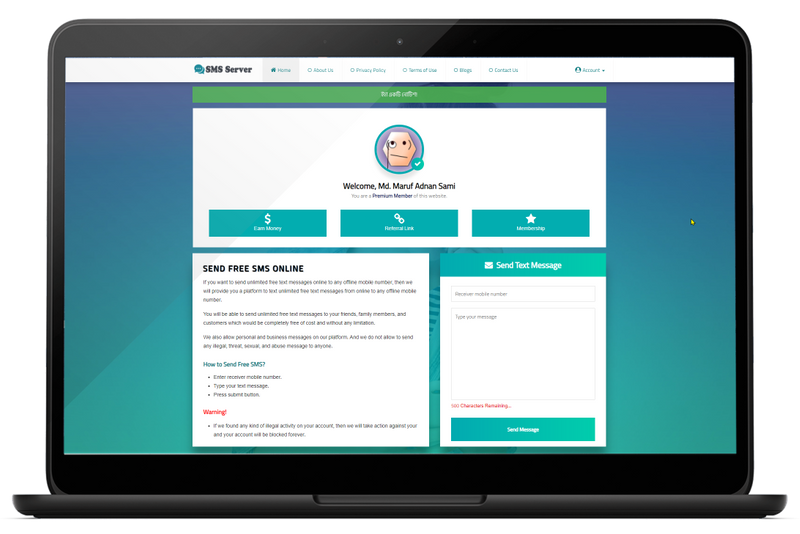 SMS Server
Home
About Us
Privacy Policy
Terms of Use
Blogs
Contact Us
Account
একটি
Welcome, Md. Maruf Adnan Sami
You are a Premium Member of this website.
Earn Money
Referral Link
Membership
SEND FREE SMS ONLINE
If you want to send unlimited free text messages online to any offline mobile number, then we
will provide you a platform to text unlimited free text messages from online to any offline mobile
number.
You will be able to send unlimited free text messages to your friends, family members, and
customers which would be completely free of cost and without any limitation.
We also allow personal and business messages on our platform. And we do not allow to send
any illegal, threat, sexual, and abuse message to anyone.
How to Send Free SMS?
Enter receiver mobile number.
Type your text message.
Press submit button.
Warning!
If we found any kind of illegal activity on your account, then we will take action against your
and your account will be blocked forever.
Send Text Message
Receiver mobile number
Type your message
Characters Remaining...
Send Message